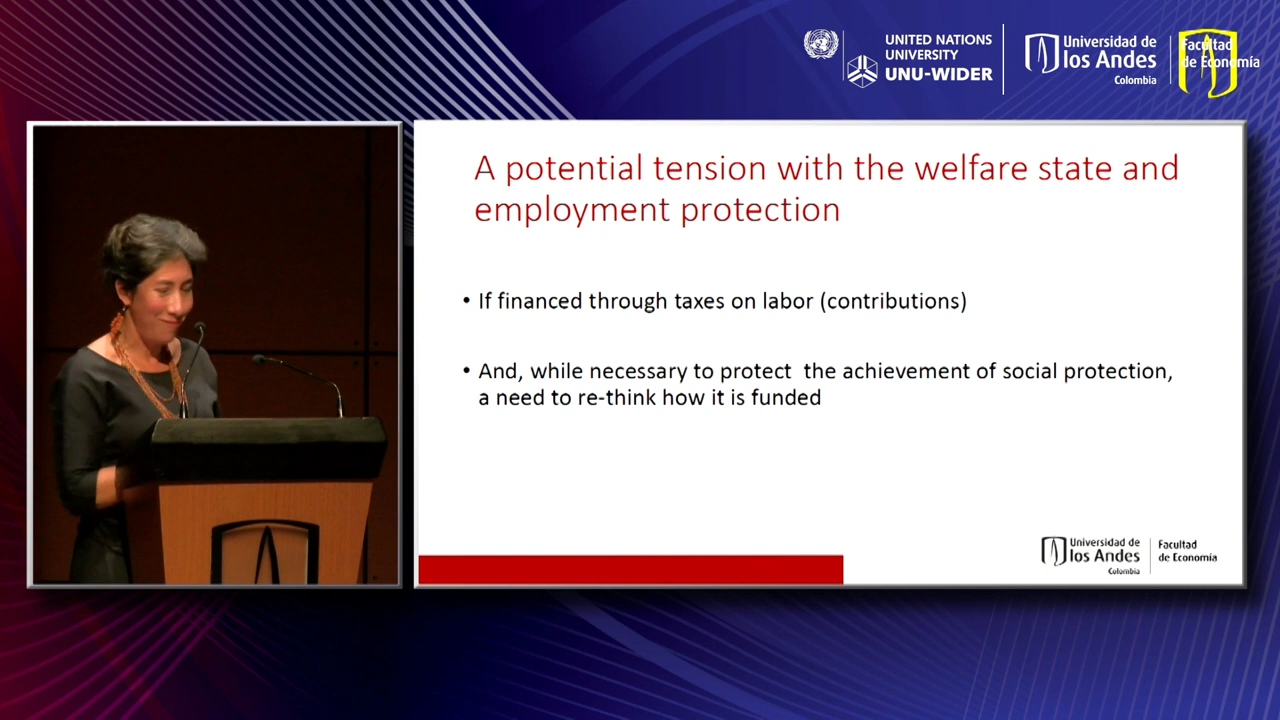 UNITED NATIONS
UNIVERSITY
UNU-WIDER
Universidad de
los Andes
Colombia
Facultad
de Economía
A potential tension with the welfare state and
employment protection
• If financed through taxes on labor (contributions)
• And, while necessary to protect the achievement of social protection,
a need to re-think how it is funded
Universidad de
los Andes
Colombia
Facultad
de Economía